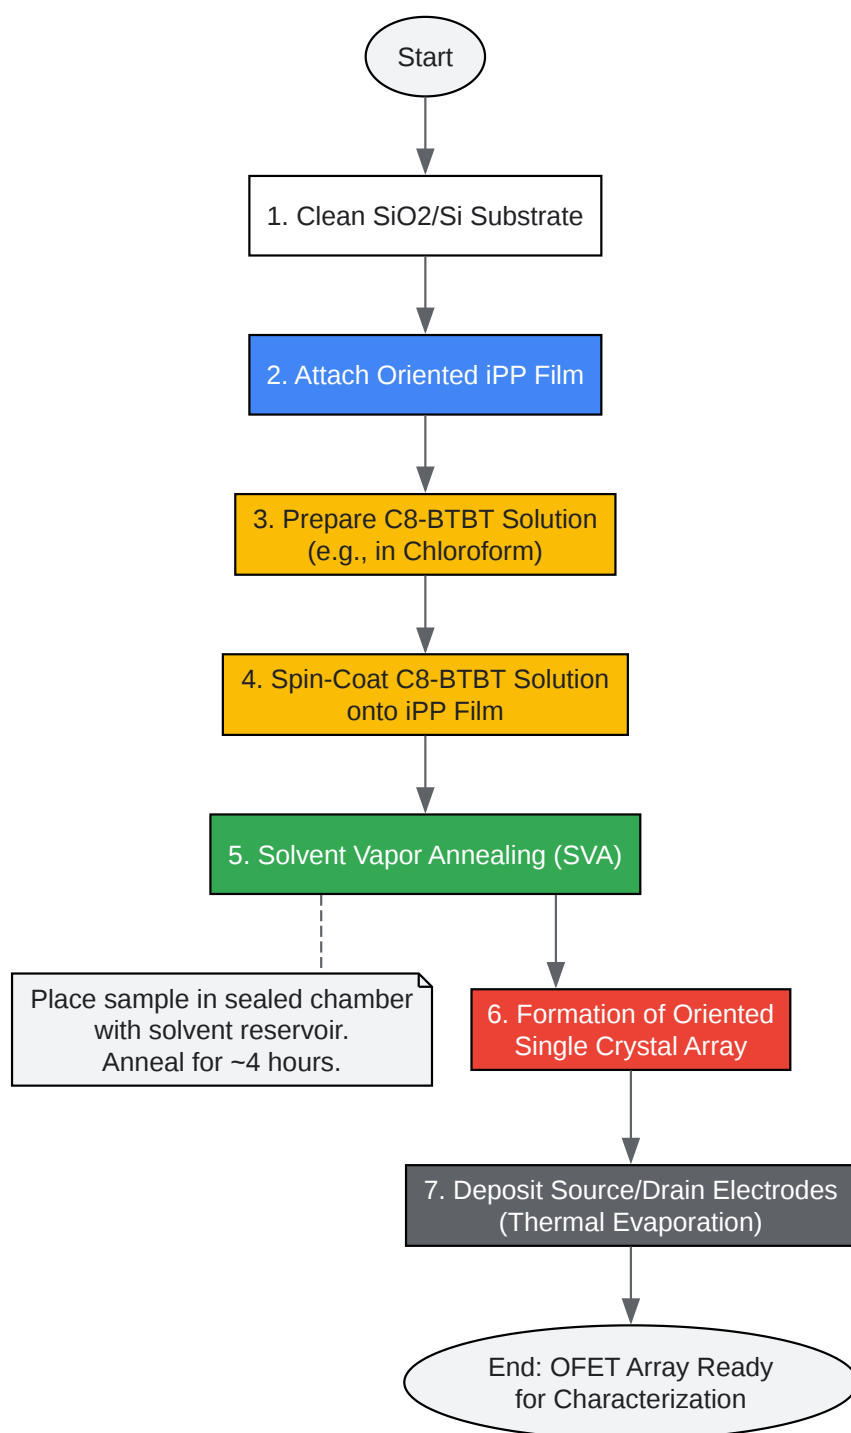 Start
1. Clean SiO2/Si Substrate
2. Attach Oriented iPP Film
3. Prepare C8-BTBT Solution
(e.g., in Chloroform)
4. Spin-Coat C8-BTBT Solution
onto iPP Film
5. Solvent Vapor Annealing (SVA)
Place sample in sealed chamber
with solvent reservoir.
Anneal for ~4 hours.
6. Formation of Oriented
Single Crystal Array
7. Deposit Source/Drain Electrodes
(Thermal Evaporation)
End: OFET Array Ready
for Characterization